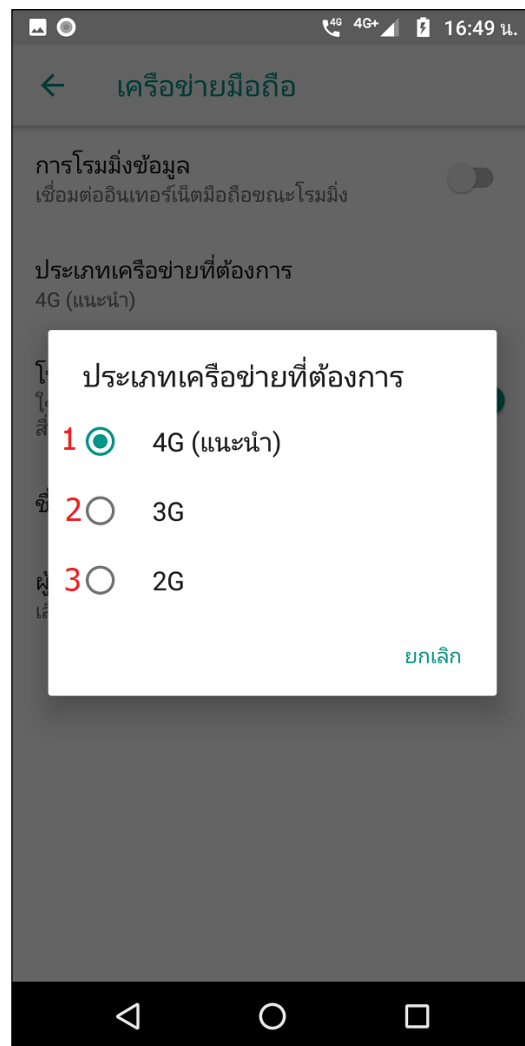 4G 4G+ 16:49 น.
เครือข่ายมือถือ
การโรมมิ่งข้อมูล
เชื่อมต่ออินเทอร์เน็ตมือถือขณะโรมมิ่ง
ประเภทเครือข่ายที่ต้องการ
4G (แนะนำ)
ประเภทเครือข่ายที่ต้องการ
1 4G (แนะนำ)
2 3G
3 2G
ยกเลิก